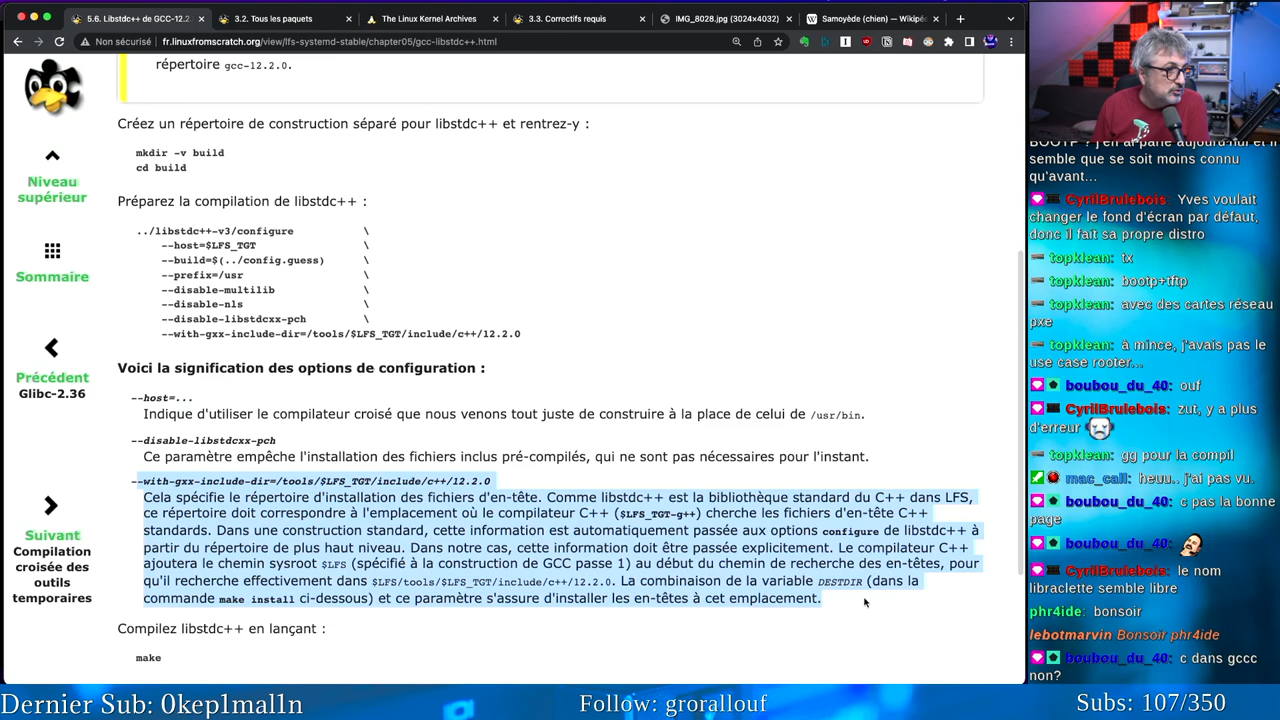 5.6. Libstdc++ de GCC-12.2
3.2. Tous les paquets
The Linux Kernel Archives
3.3. Correctifs requis
IMG_8028.jpg (3024×4032)
Samoyède (chien) — Wikipé
Non sécurisé | fr.linuxfromscratch.org/view/lfs-systemd-stable/chapter05/gcc-libstdc++.html
répertoire gcc-12.2.0.
Créez un répertoire de construction séparé pour libstdc++ et rentrez-y :
mkdir -v build
cd build
Préparez la compilation de libstdc++ :
../libstdc++-v3/configure \
--host=$LFS_TGT \
--build=$(../config.guess) \
--prefix=/usr \
--disable-multilib \
--disable-nls \
--disable-libstdcxx-pch \
--with-gxx-include-dir=/tools/$LFS_TGT/include/c++/12.2.0
Voici la signification des options de configuration :
--host=...
Indique d'utiliser le compilateur croisé que nous venons tout juste de construire à la place de celui de /usr/bin.
--disable-libstdcxx-pch
Ce paramètre empêche l'installation des fichiers inclus pré-compilés, qui ne sont pas nécessaires pour l'instant.
--with-gxx-include-dir=/tools/$LFS_TGT/include/c++/12.2.0
Cela spécifie le répertoire d'installation des fichiers d'en-tête. Comme libstdc++ est la bibliothèque standard du C++ dans LFS,
ce répertoire doit correspondre à l'emplacement où le compilateur C++ ($LFS_TGT-g++) cherche les fichiers d'en-tête C++
standards. Dans une construction standard, cette information est automatiquement passée aux options configure de libstdc++ à
partir du répertoire de plus haut niveau. Dans notre cas, cette information doit être passée explicitement. Le compilateur C++
ajoutera le chemin sysroot $LFS (spécifié à la construction de GCC passe 1) au début du chemin de recherche des en-têtes, pour
qu'il recherche effectivement dans $LFS/tools/$LFS_TGT/include/c++/12.2.0. La combinaison de la variable DESTDIR (dans la
commande make install ci-dessus) et ce paramètre s'assure d'installer les en-têtes à cet emplacement.
Compilez libstdc++ en lançant :
make
Niveau
supérieur
Sommaire
Précédent
Glibc-2.36
Suivant
Compilation
croisée des
outils
temporaires
BOOTP ? j'en ai parlé aujourd'hui et il
semble que se soit moins connu
qu'avant...
CyrilBrulebois: Yves voulait
changer le fond d'écran par défaut,
donc il fait sa propre distro
topklean: tx
topklean: bootp+tftp
topklean: avec des cartes réseau
pxe
topklean: à mince, j'avais pas le
use case rooter...
boubou_du_40: ouf
CyrilBrulebois: zut, y a plus
d'erreur
topklean: gg pour la compil
mac_call: heuu.. j'ai pas vu.
boubou_du_40: c pas la bonne
page
boubou_du_40:
CyrilBrulebois: le nom
libraclette semble libre
phr4ide: bonsoir
lebotmarvin Bonsoir phr4ide
boubou_du_40: c dans gccc
non?
Dernier Sub: 0kep1mal1n
Follow: grorallouf
Subs: 107/350